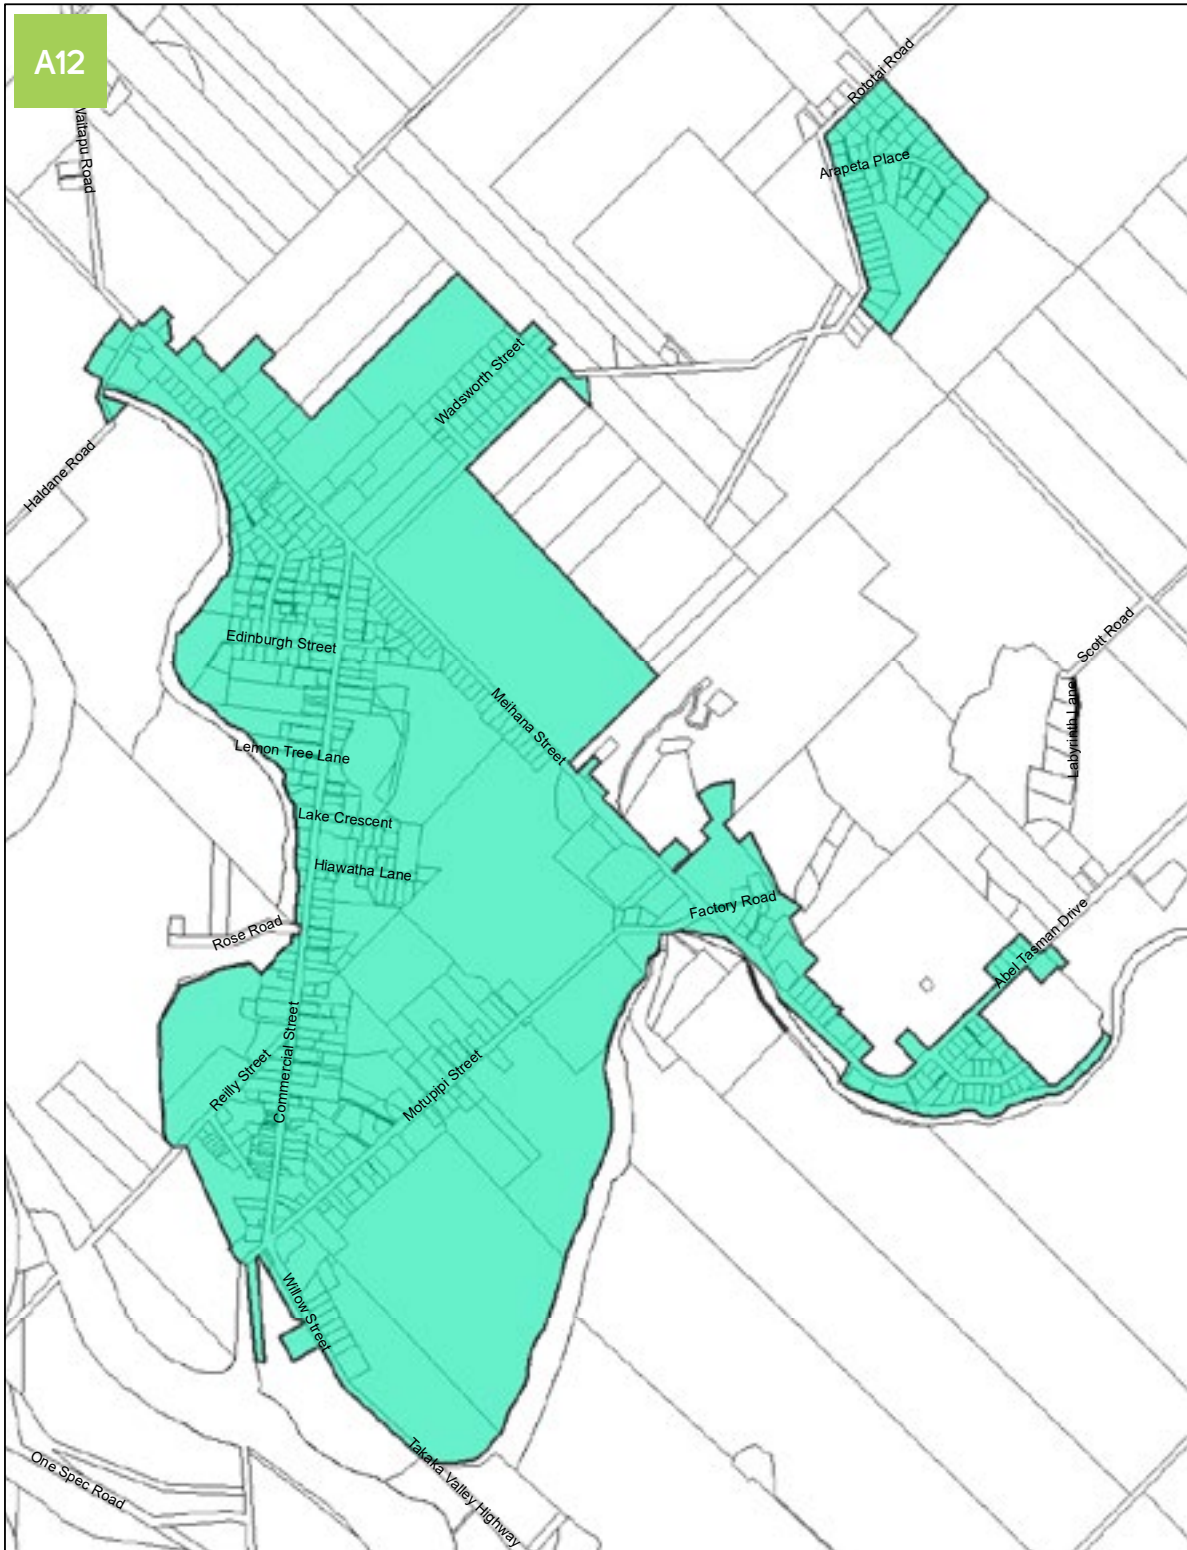 A12
Rototai Road
Waitapu Road
Arapeta Place
Wadsworth Street
Haldane Road
Edinburgh Street
Scott Road
Meihana Street
Labyrinth Lane
Lemon Tree Lane
Lake Crescent
Hiawatha Lane
Factory Road
Rose Road
Abel Tasman Drive
Commercial Street
Reilly Street
Motupipi Street
Willow Street
Takaka Valley Highway
One Spec Road